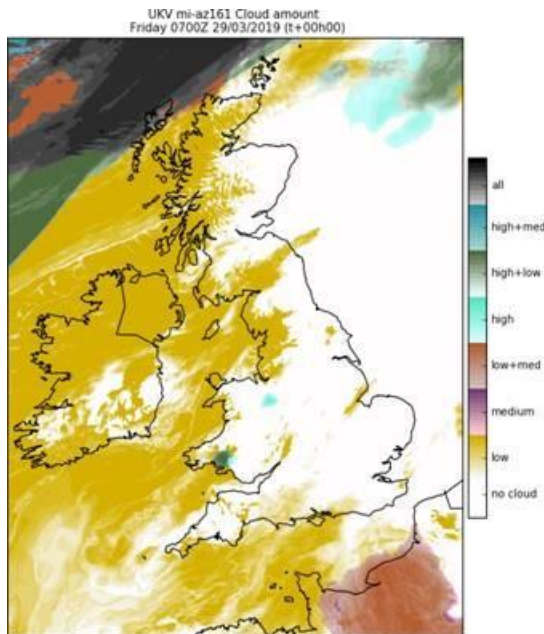 UKV mi-az161 Cloud amount
Friday 0700Z 29/03/2019 (t+00h00)
all
high+med
high+low
high
low+med
medium
low
no cloud